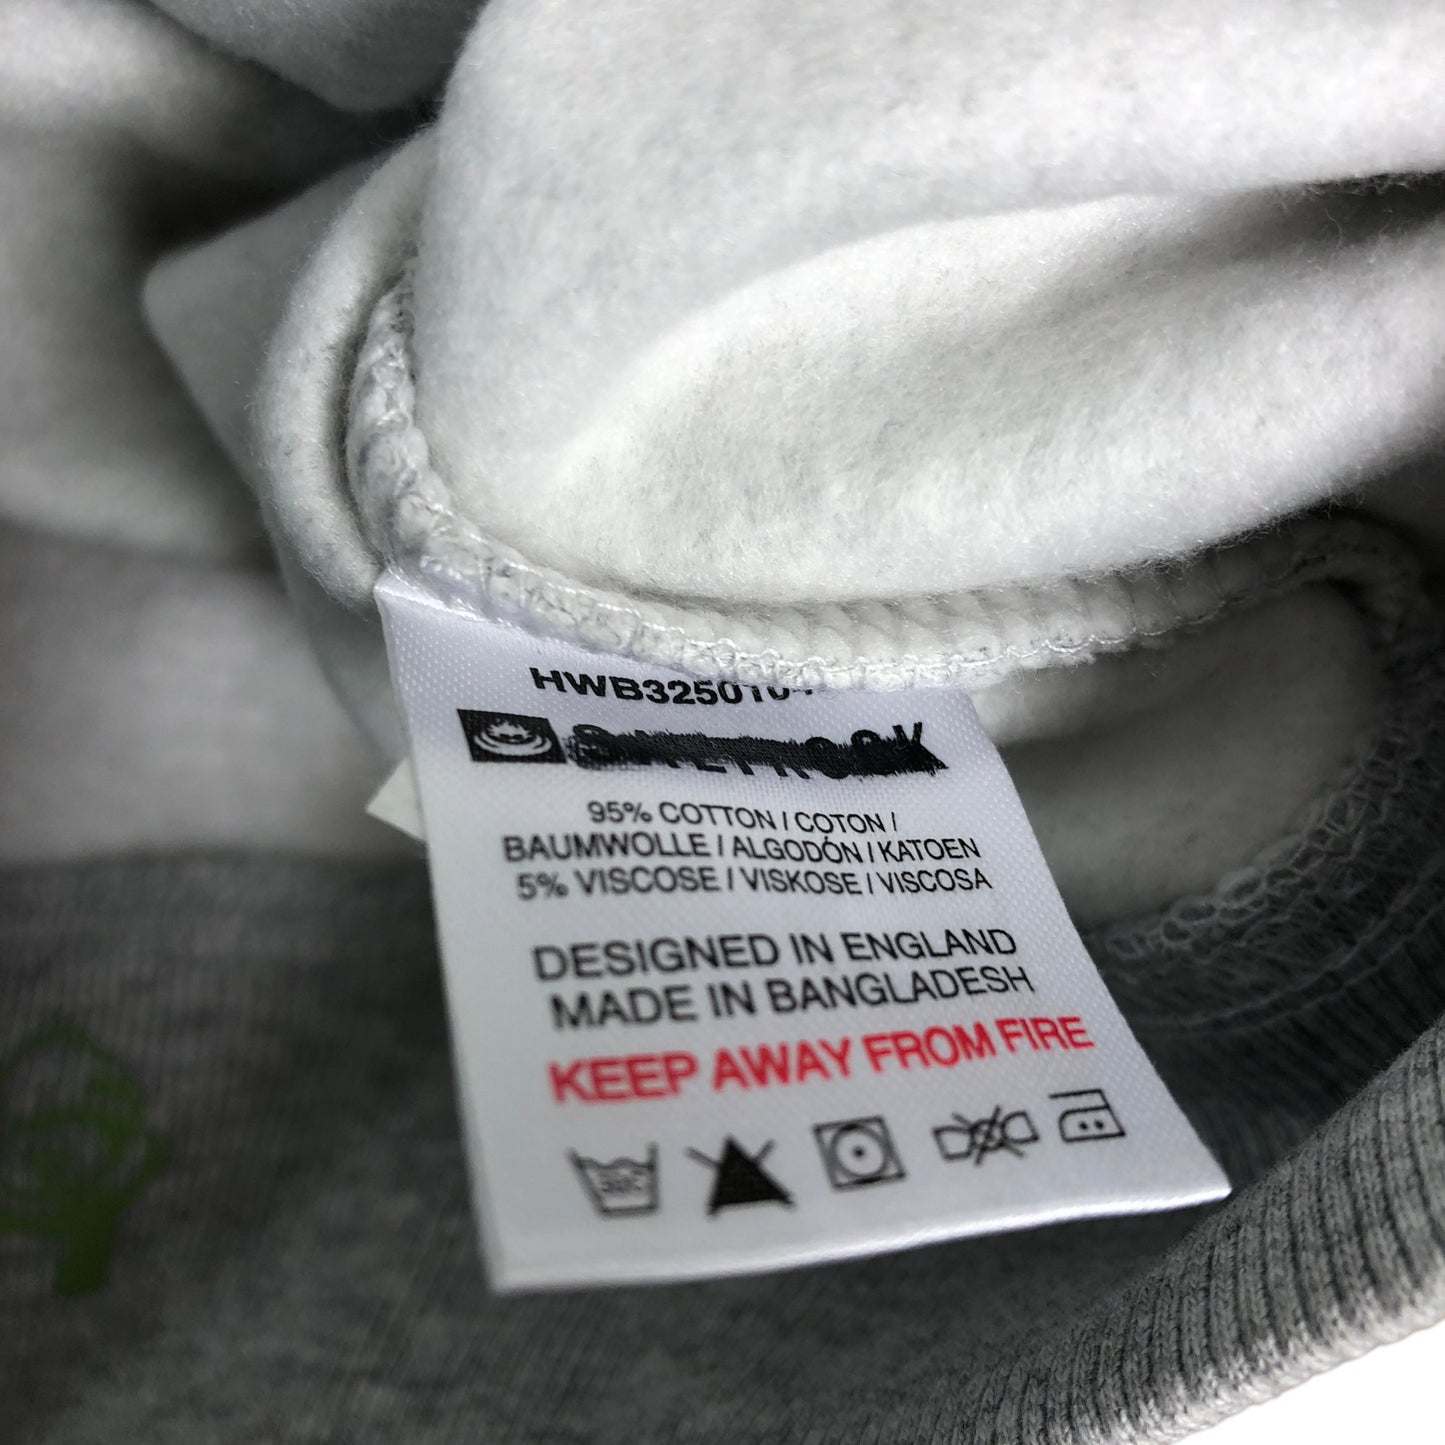 95% COTTON / COTON /
BAUMWOLLE / ALGODÓN / KATOEN
5% VISCOSE / VISKOSE / VISCOSA
DESIGNED IN ENGLAND
MADE IN BANGLADESH
KEEP AWAY FROM FIRE